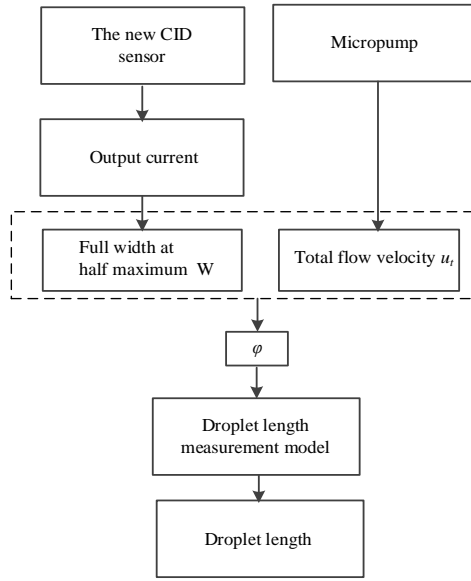 The new CID
sensor
Micropump
Output current
Full width at
half maximum W
Total flow velocity uₜ
φ
Droplet length
measurement model
Droplet length